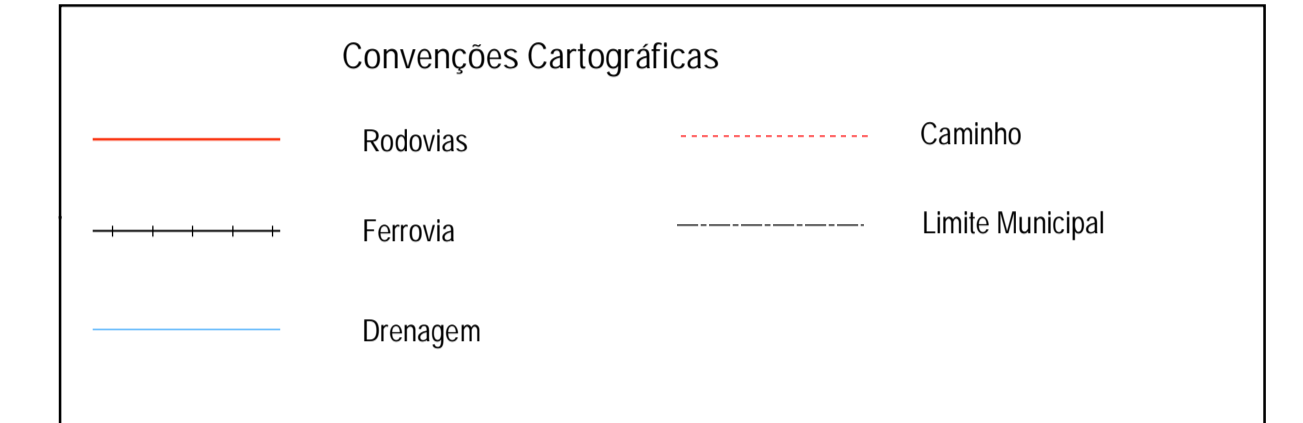 Convenções Cartográficas
Rodovias
Caminho
Ferrovia
Limite Municipal
Drenagem